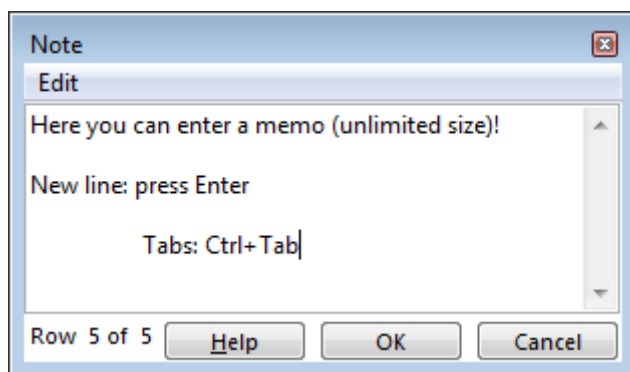 Note
Edit
Here you can enter a memo (unlimited size)!
New line: press Enter
Tabs: Ctrl+Tab
Row 5 of 5 Help OK Cancel